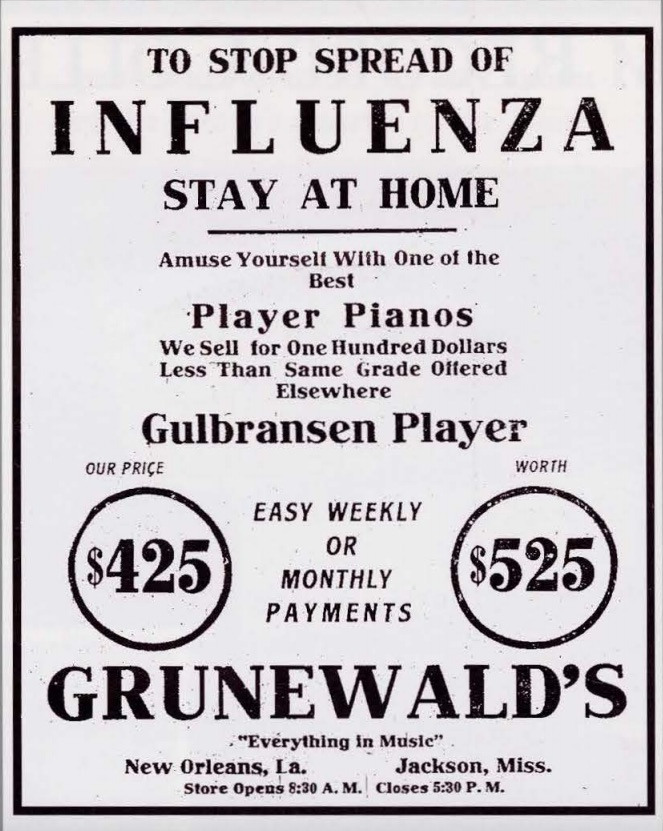 TO STOP SPREAD OF
INFLUENZA
STAY AT HOME
Amuse Yourself With One of the
Best
Player Pianos
We Sell for One Hundred Dollars
Less Than Same Grade Offered
Elsewhere
Gulbransen Player
OUR PRICE
$425
EASY WEEKLY
OR
MONTHLY
PAYMENTS
WORTH
$525
GRUNEWALD'S
"Everything in Music"
New Orleans, La. Jackson, Miss.
Store Opens 8:30 A. M. Closes 5:30 P. M.